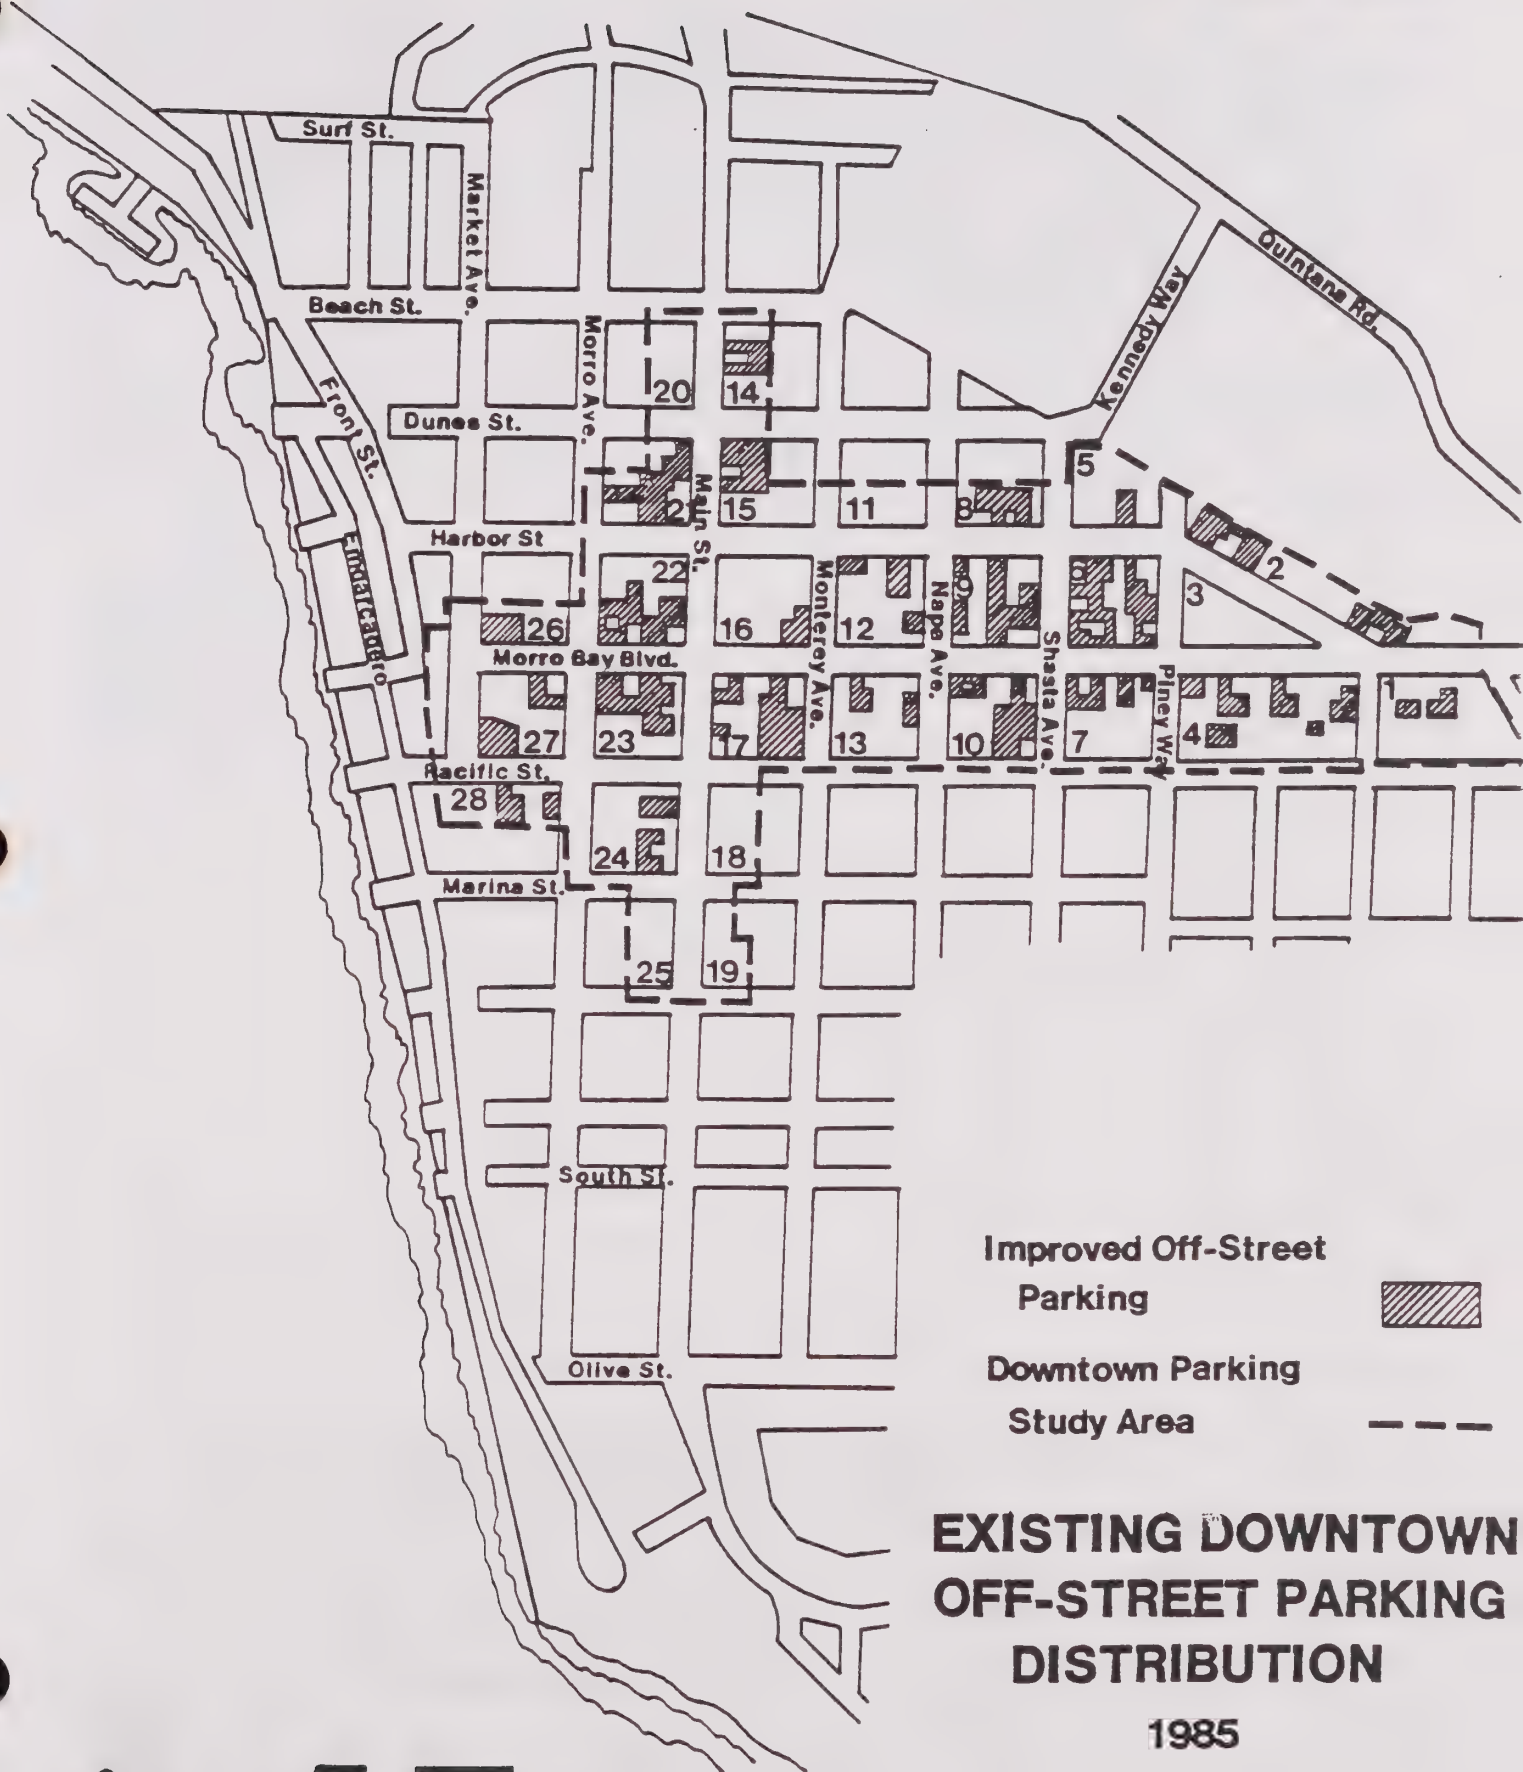 Surf St.
Market Ave.
Quintana Rd.
Kennedy Way
Beach St.
Morro Ave.
Front St.
20
14
Dunes St.
5
Main St.
21
15
11
8
Harbor St
Embarcadero
22
2
Monterey Ave.
9
6
Napa Ave.
3
26
16
12
Shasta Ave.
Morro Bay Blvd.
Piney Way
1
27
23
17
13
10
7
4
Pacific St.
28
24
18
Marina St.
25
19
South St.
Improved Off-Street
Parking
Olive St.
Downtown Parking
Study Area
EXISTING DOWNTOWN
OFF-STREET PARKING
DISTRIBUTION
1985